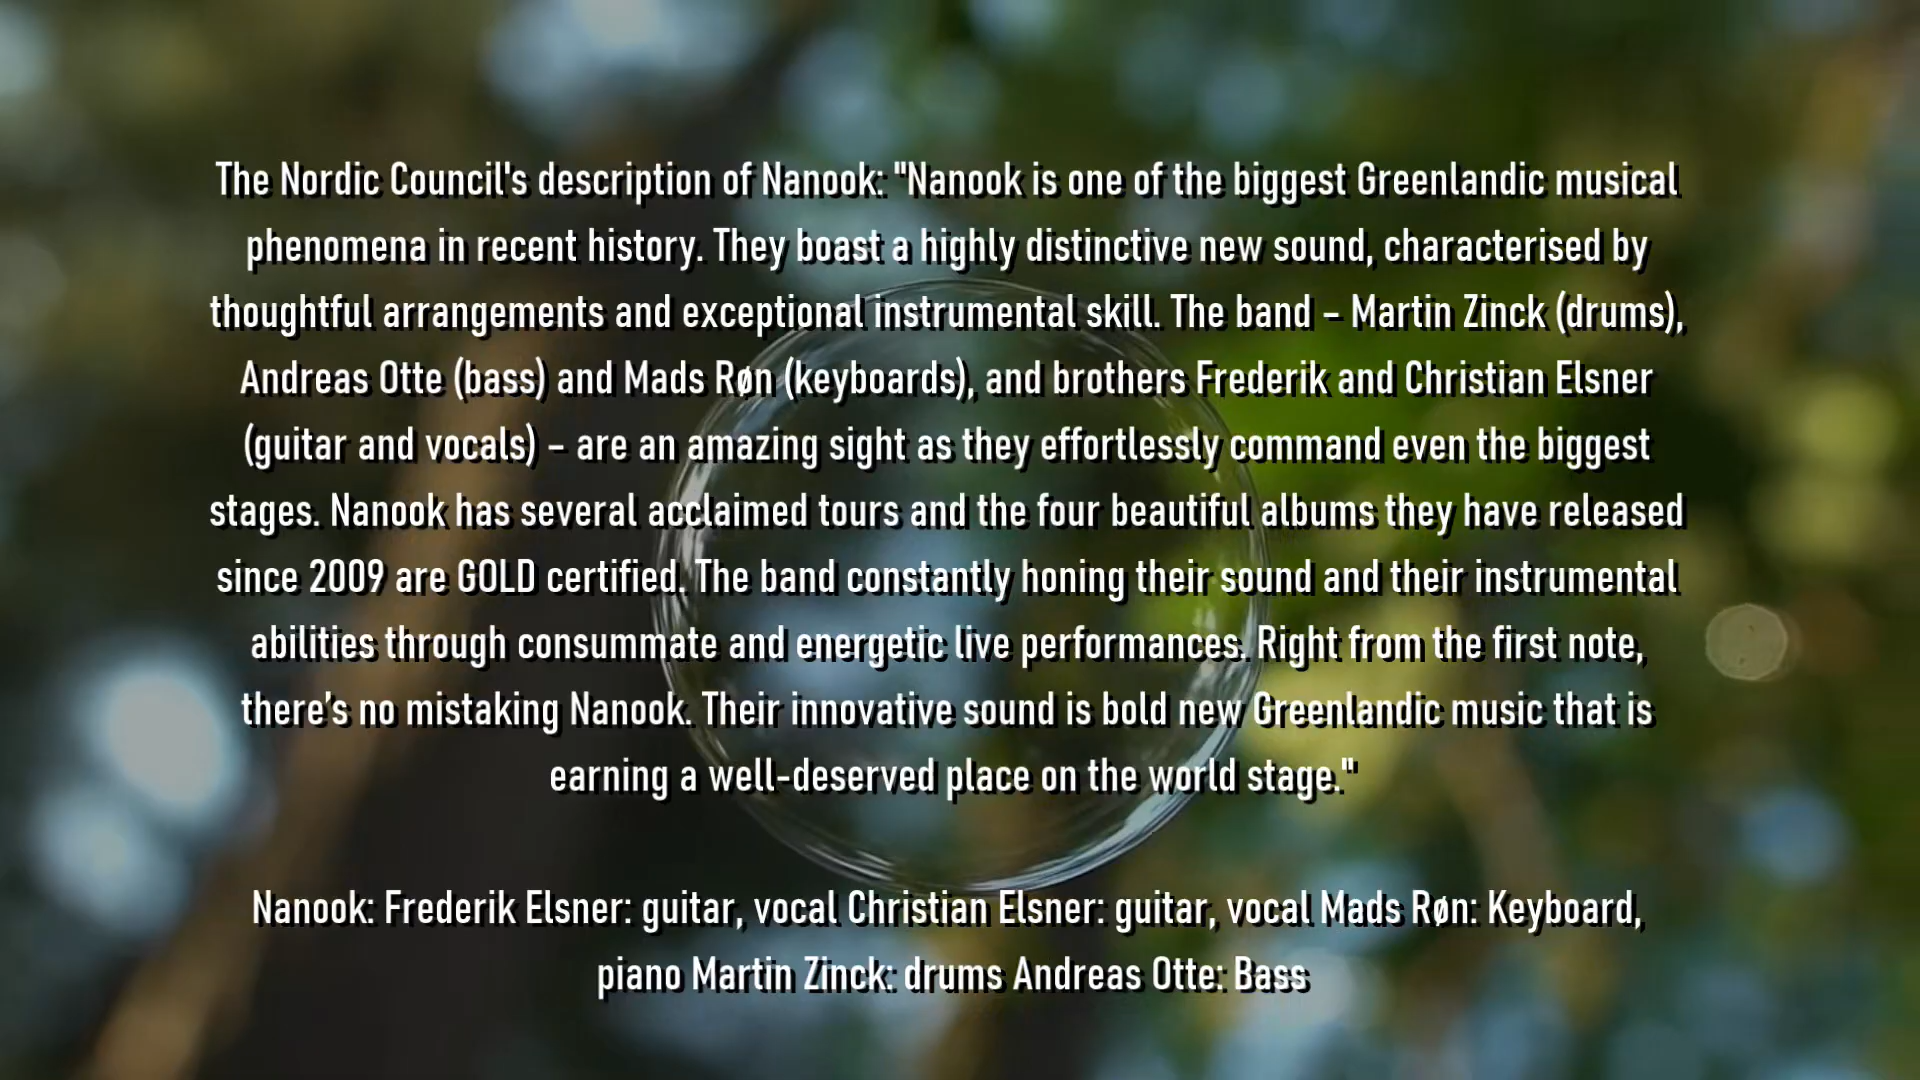 The Nordic Council's description of Nanook: "Nanook is one of the biggest Greenlandic musical
phenomena in recent history. They boast a highly distinctive new sound, characterised by
thoughtful arrangements and exceptional instrumental skill. The band – Martin Zinck (drums),
Andreas Otte (bass) and Mads Røn (keyboards), and brothers Frederik and Christian Elsner
(guitar and vocals) – are an amazing sight as they effortlessly command even the biggest
stages. Nanook has several acclaimed tours and the four beautiful albums they have released
since 2009 are GOLD certified. The band constantly honing their sound and their instrumental
abilities through consummate and energetic live performances. Right from the first note,
there’s no mistaking Nanook. Their innovative sound is bold new Greenlandic music that is
earning a well-deserved place on the world stage."
Nanook: Frederik Elsner: guitar, vocal Christian Elsner: guitar, vocal Mads Røn: Keyboard,
piano Martin Zinck: drums Andreas Otte: Bass